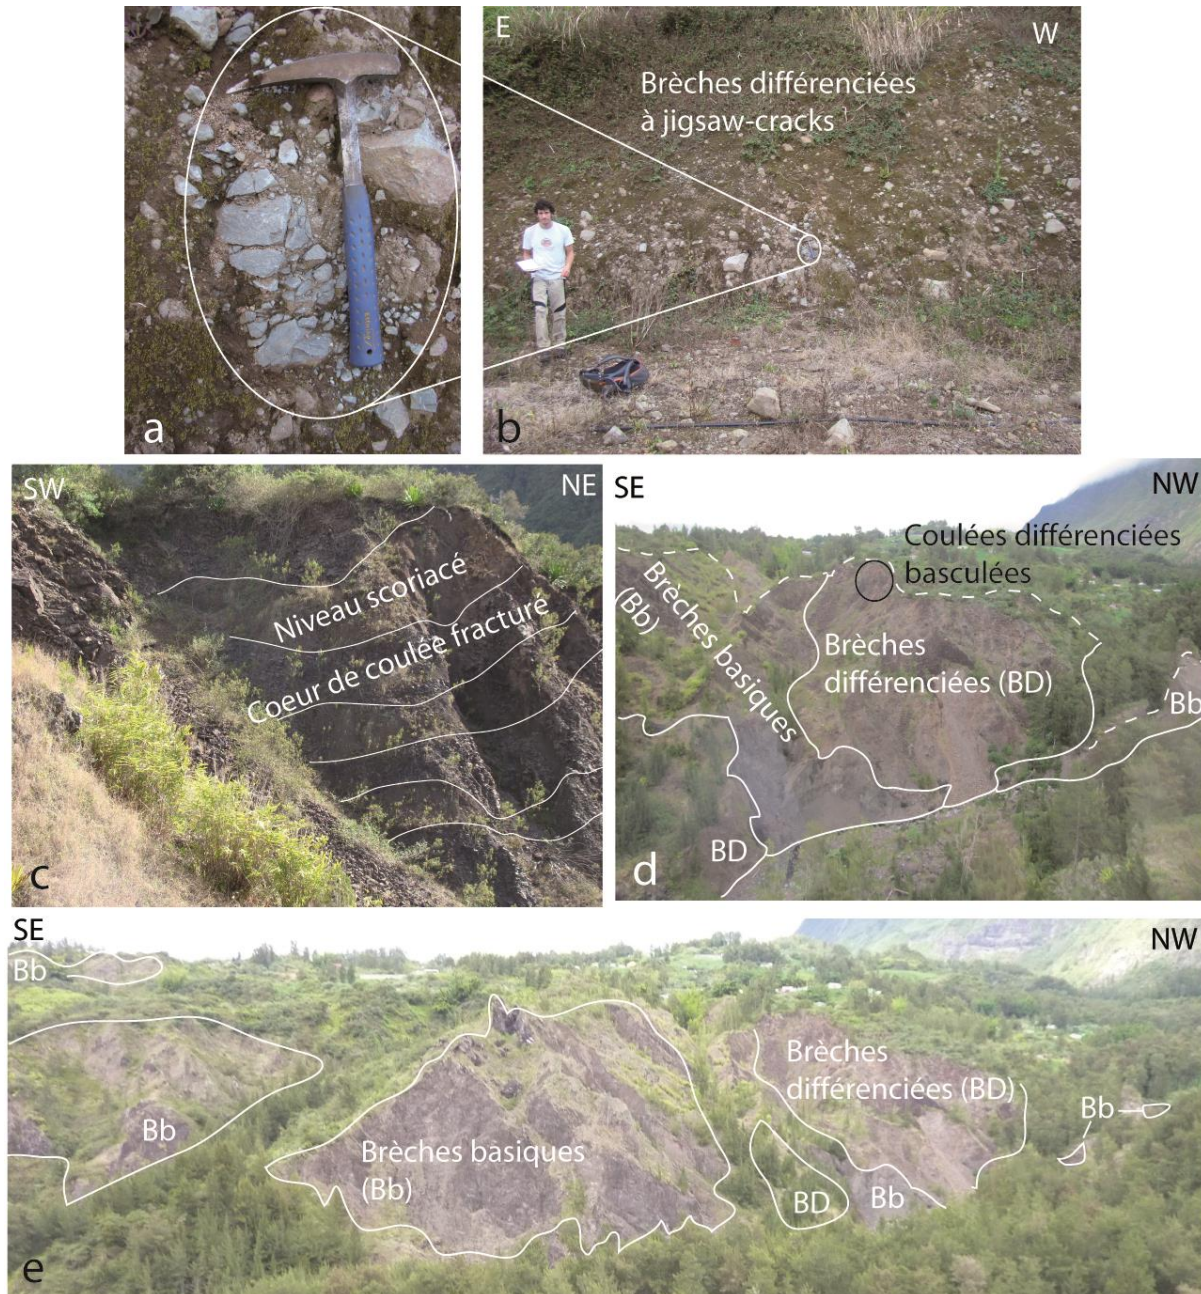 E
W
Brèches différenciées
à jigsaw-cracks
a
b
SW
NE
Niveau scoriacé
Coeur de coulée fracturé
c
SE
NW
Coulées différenciées
basculées
Brèches basiques
(Bb)
Brèches
différenciées (BD)
Bb
BD
d
SE
NW
Bb
Brèches
différenciées (BD)
Bb
Bb
Brèches basiques
(Bb)
BD
Bb
e